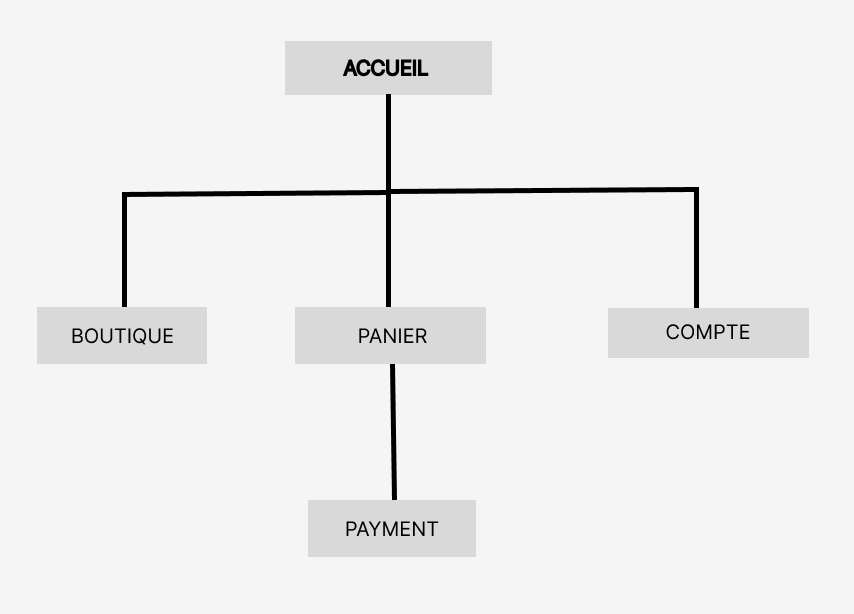 ACCUEIL
BOUTIQUE
PANIER
COMPTE
PAYMENT